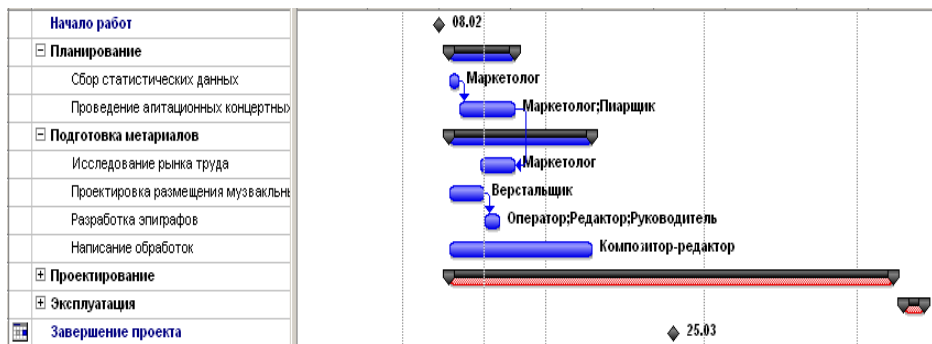 Начало работ
08.02
Планирование
Сбор статистических данных
Маркетолог
Проведение агитационных концертных
Маркетолог;Пиарщик
Подготовка метариалов
Исследование рынка труда
Маркетолог
Проектировка размещения музвакльнь
Верстальщик
Разработка эпиграфов
Оператор;Редактор;Руководитель
Написание обработок
Композитор-редактор
Проектирование
Эксплуатация
Завершение проекта
25.03